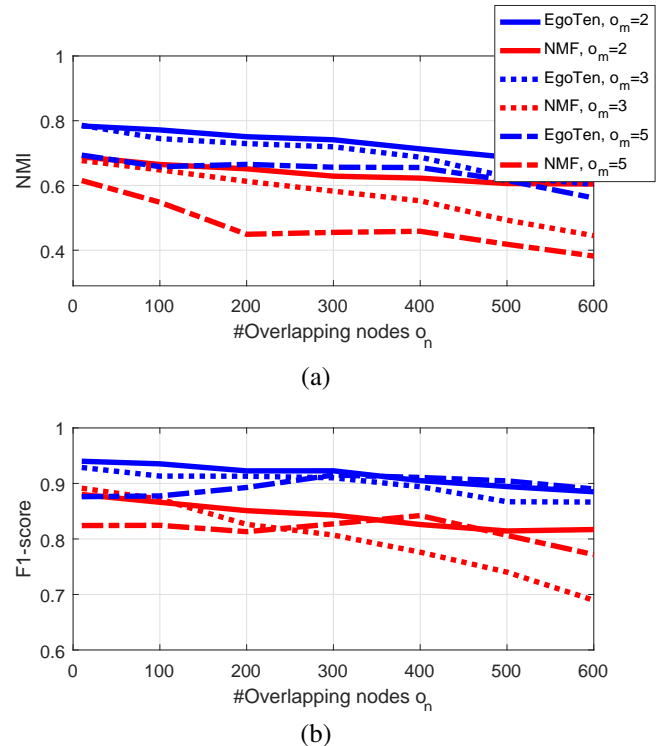 EgoTen, o_m=2
NMF, o_m=2
EgoTen, o_m=3
NMF, o_m=3
EgoTen, o_m=5
NMF, o_m=5
1
0.8
0.6
0.4
NMI
0 100 200 300 400 500 600
#Overlapping nodes o_n
(a)
1
0.9
0.8
0.7
0.6
F1-score
0 100 200 300 400 500 600
#Overlapping nodes o_n
(b)